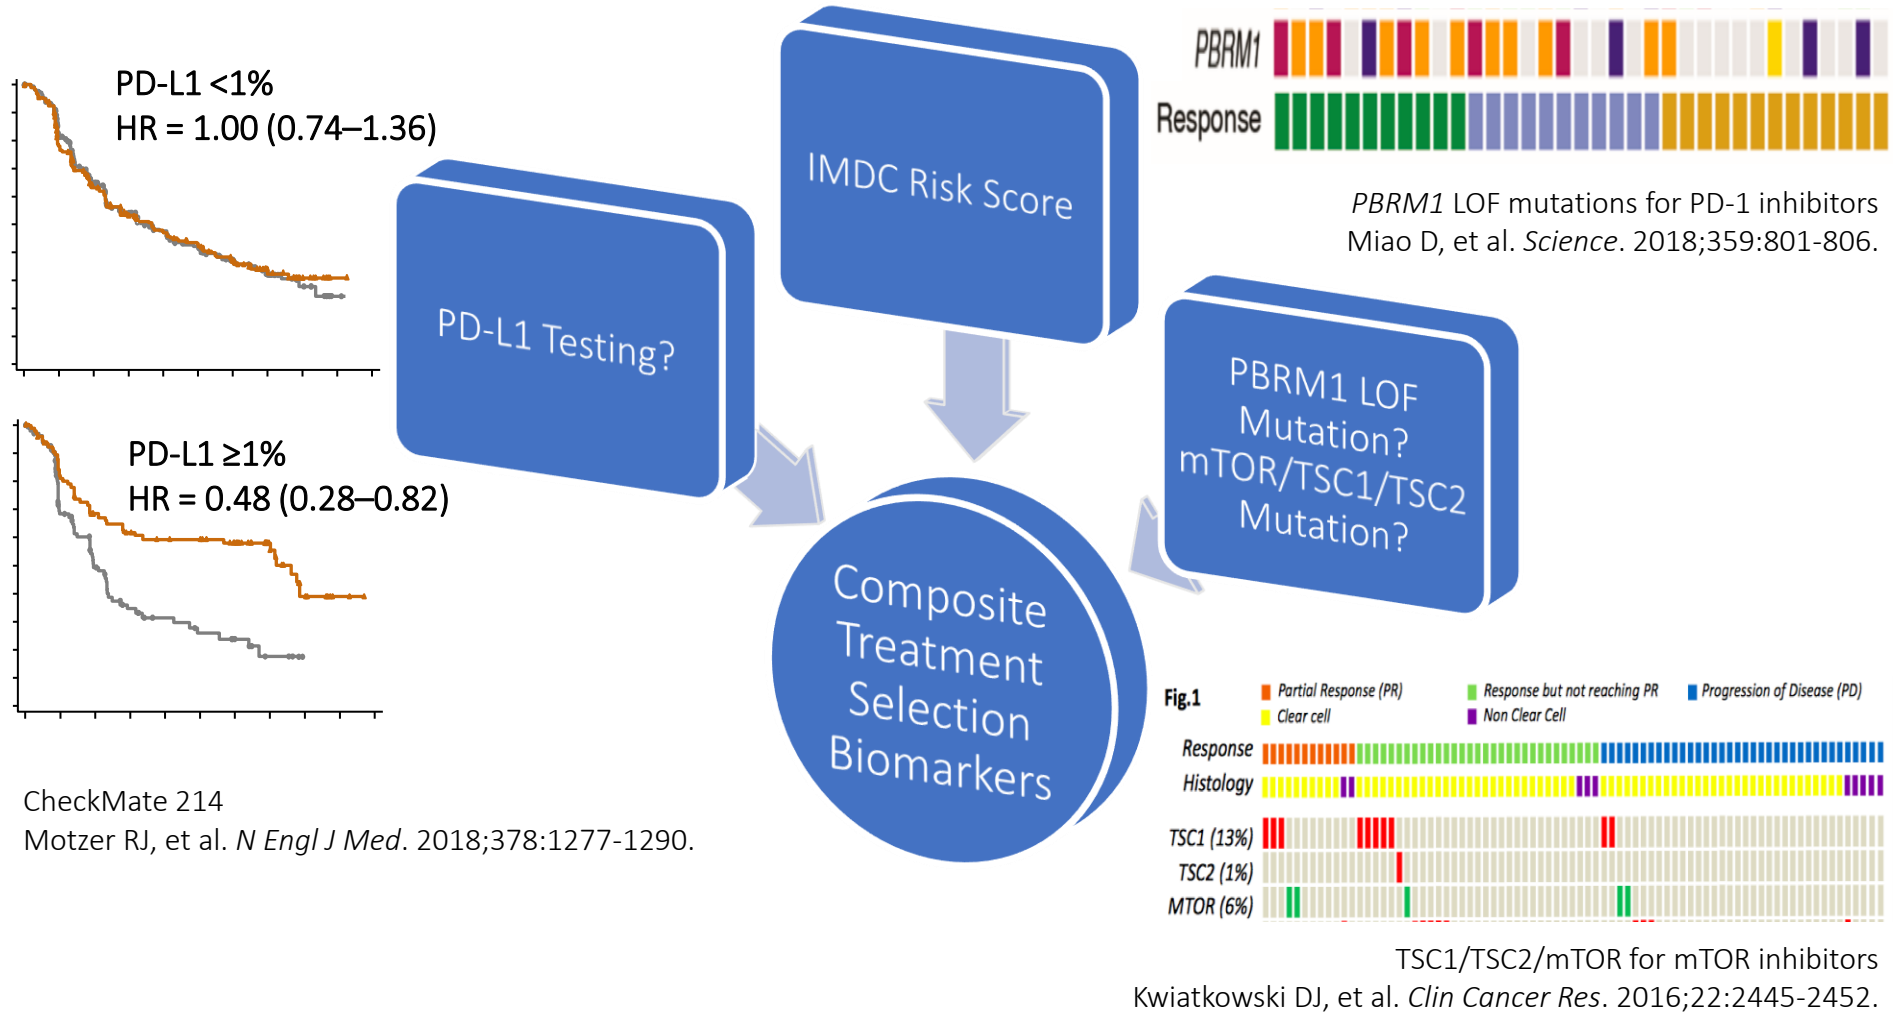 PD-L1 <1%
HR = 1.00 (0.74–1.36)
PD-L1 ≥1%
HR = 0.48 (0.28–0.82)
CheckMate 214
Motzer RJ, et al. N Engl J Med. 2018;378:1277-1290.
PD-L1 Testing?
IMDC Risk Score
PBRM1 LOF
Mutation?
mTOR/TSC1/TSC2
Mutation?
Composite
Treatment
Selection
Biomarkers
PBRM1
Response
PBRM1 LOF mutations for PD-1 inhibitors
Miao D, et al. Science. 2018;359:801-806.
Fig.1
Partial Response (PR)
Response but not reaching PR
Progression of Disease (PD)
Clear cell
Non Clear Cell
Response
Histology
TSC1 (13%)
TSC2 (1%)
MTOR (6%)
TSC1/TSC2/mTOR for mTOR inhibitors
Kwiatkowski DJ, et al. Clin Cancer Res. 2016;22:2445-2452.